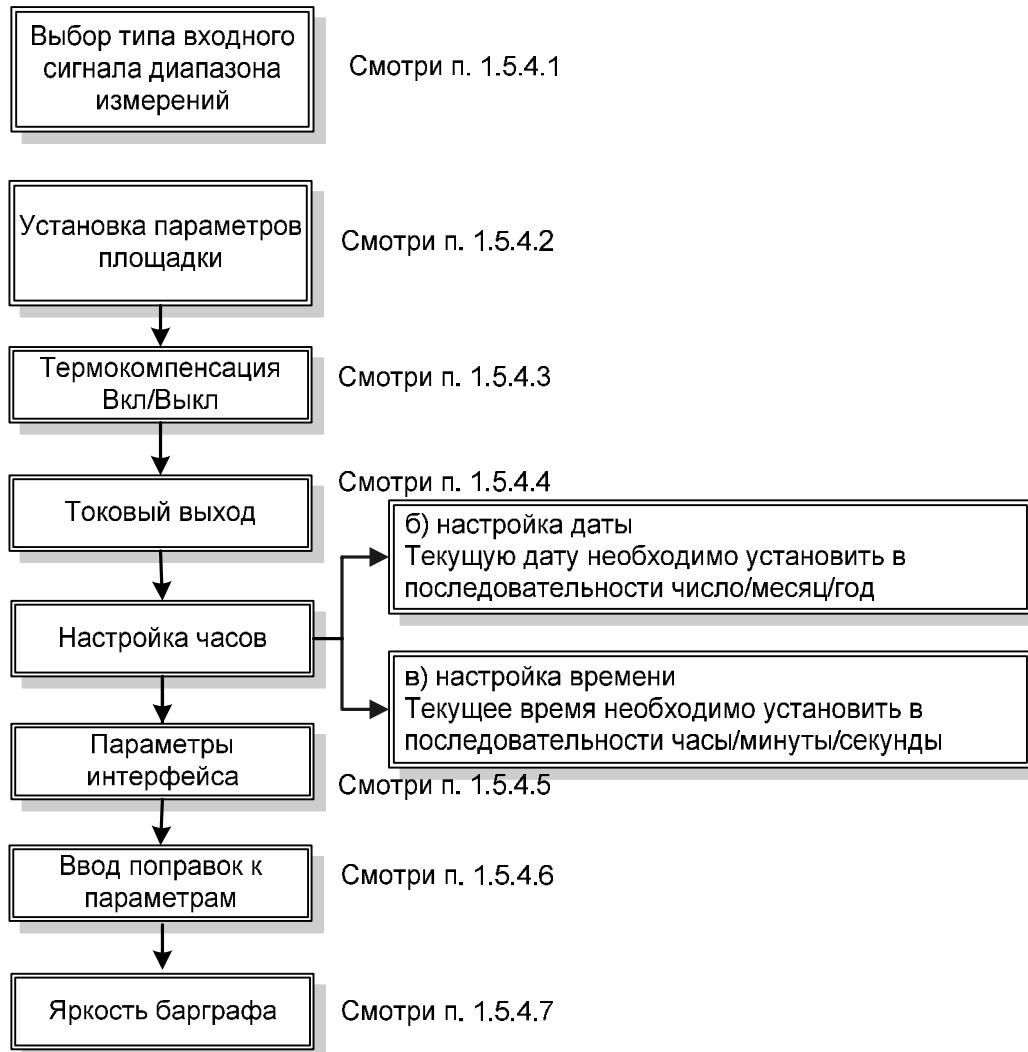 Выбор типа входного
сигнала диапазона
измерений
Смотри п. 1.5.4.1
Установка параметров
площадки
Смотри п. 1.5.4.2
Термокомпенсация
Вкл/Выкл
Смотри п. 1.5.4.3
Токовый выход
Смотри п. 1.5.4.4
Настройка часов
б) настройка даты
Текущую дату необходимо установить в
последовательности число/месяц/год
в) настройка времени
Текущее время необходимо установить в
последовательности часы/минуты/секунды
Параметры
интерфейса
Смотри п. 1.5.4.5
Ввод поправок к
параметрам
Смотри п. 1.5.4.6
Яркость барграфа
Смотри п. 1.5.4.7